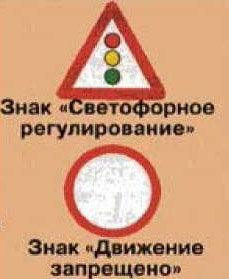 Знак «Светофорное
регулирование»
Знак «Движение
запрещено»